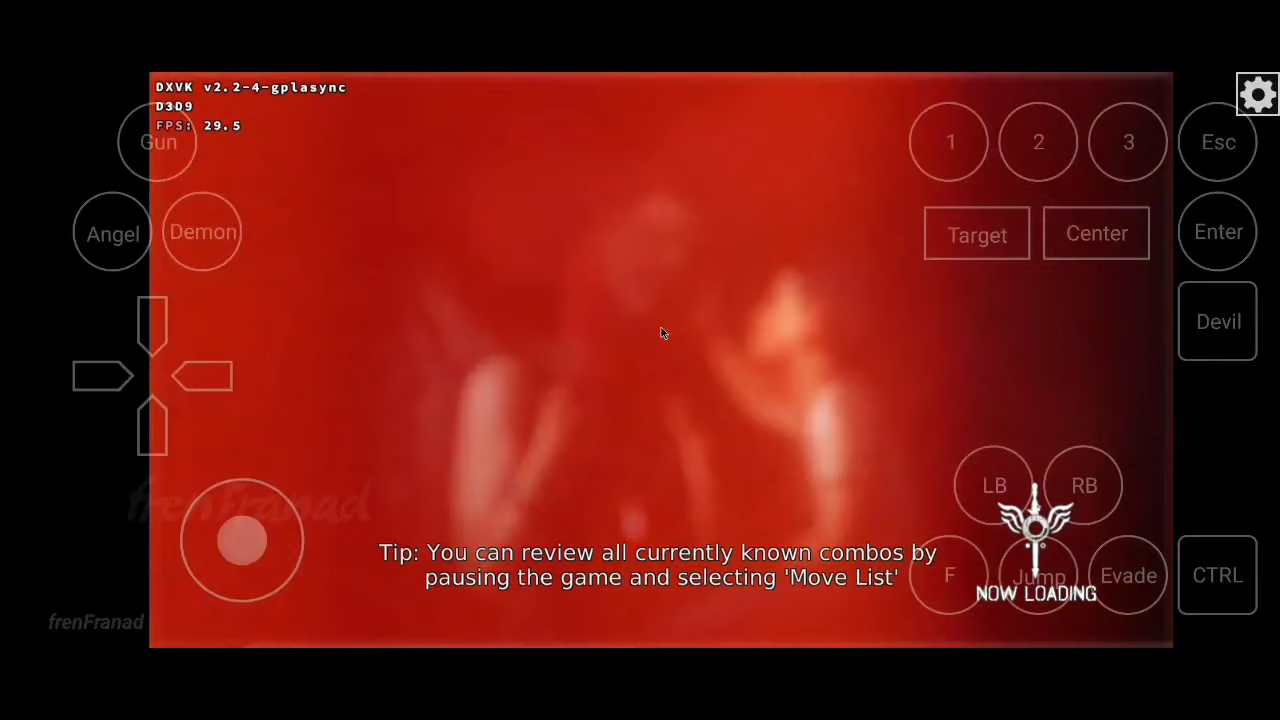 DXVK v2.2-4-gplasync
D3D9
FPS: 29.5
Gun
1
2
3
Esc
Angel
Demon
Target
Center
Enter
Devil
LB
RB
frenFranad
Tip: You can review all currently known combos by
pausing the game and selecting 'Move List'
F
Jump
Evade
CTRL
NOW LOADING
frenFranad